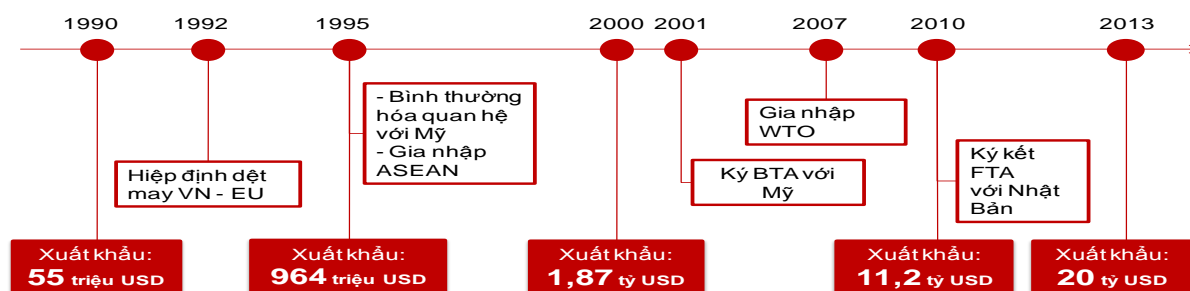 1990 1992 1995 2000 2001 2007 2010 2013
Hiệp định dệt
may VN - EU
- Bình thường
hóa quan hệ
với Mỹ
- Gia nhập
ASEAN
Ký BTA với
Mỹ
Gia nhập
WTO
Ký kết
FTA
với Nhật
Bản
Xuất khẩu:
55 triệu USD
Xuất khẩu:
964 triệu USD
Xuất khẩu:
1,87 tỷ USD
Xuất khẩu:
11,2 tỷ USD
Xuất khẩu:
20 tỷ USD